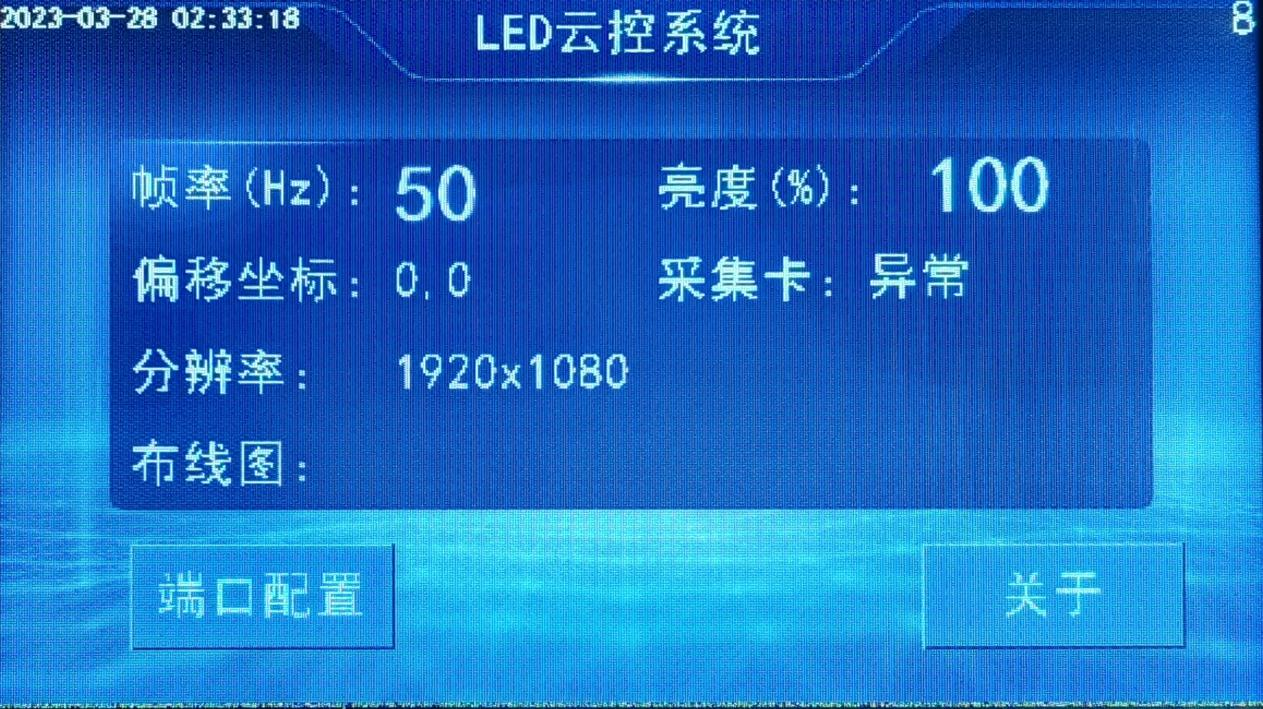 2023-03-28 02:33:18
LED云控系统
8
帧率(Hz): 50 亮度(%): 100
偏移坐标: 0,0 采集卡: 异常
分辨率: 1920x1080
布线图:
端口配置 关于